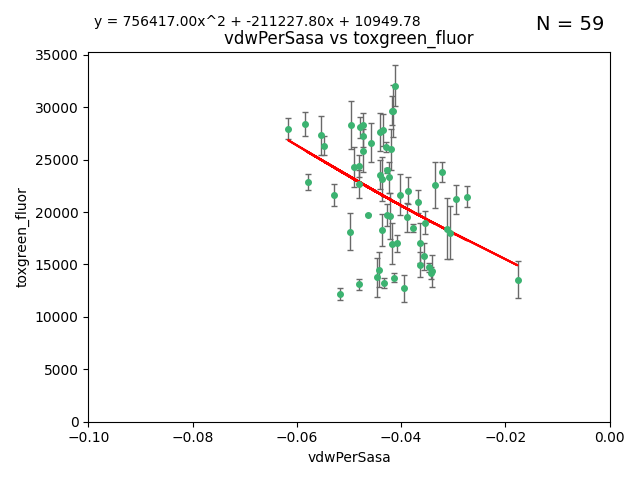 y = 756417.00x^2 + -211227.80x + 10949.78
N = 59
vdwPerSasa vs toxgreen_fluor
35000
30000
25000
20000
15000
10000
5000
0
toxgreen_fluor
−0.10 −0.08 −0.06 −0.04 −0.02 0.00
vdwPerSasa